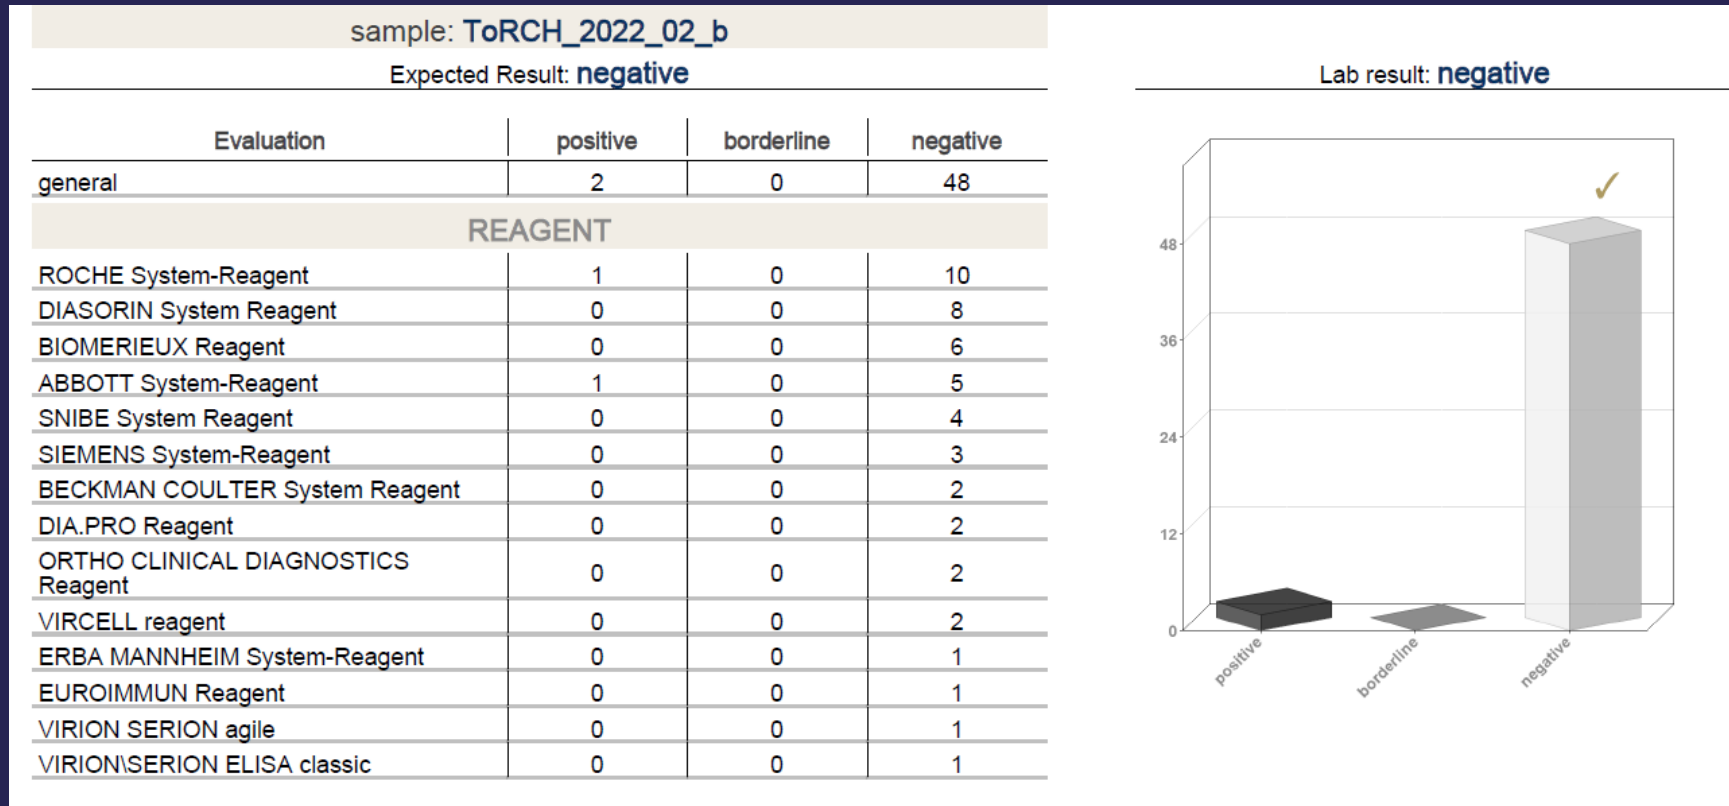 sample: ToRCH_2022_02_b
Expected Result: negative
Lab result: negative
Evaluation positive borderline negative
general 2 0 48
REAGENT
ROCHE System-Reagent 1 0 10
DIASORIN System Reagent 0 0 8
BIOMERIEUX Reagent 0 0 6
ABBOTT System-Reagent 1 0 5
SNIBE System Reagent 0 0 4
SIEMENS System-Reagent 0 0 3
BECKMAN COULTER System Reagent 0 0 2
DIA.PRO Reagent 0 0 2
ORTHO CLINICAL DIAGNOSTICS
Reagent 0 0 2
VIRCELL reagent 0 0 2
ERBA MANNHEIM System-Reagent 0 0 1
EUROIMMUN Reagent 0 0 1
VIRION SERION agile 0 0 1
VIRION\SERION ELISA classic 0 0 1
48
36
24
12
0
positive
borderline
negative